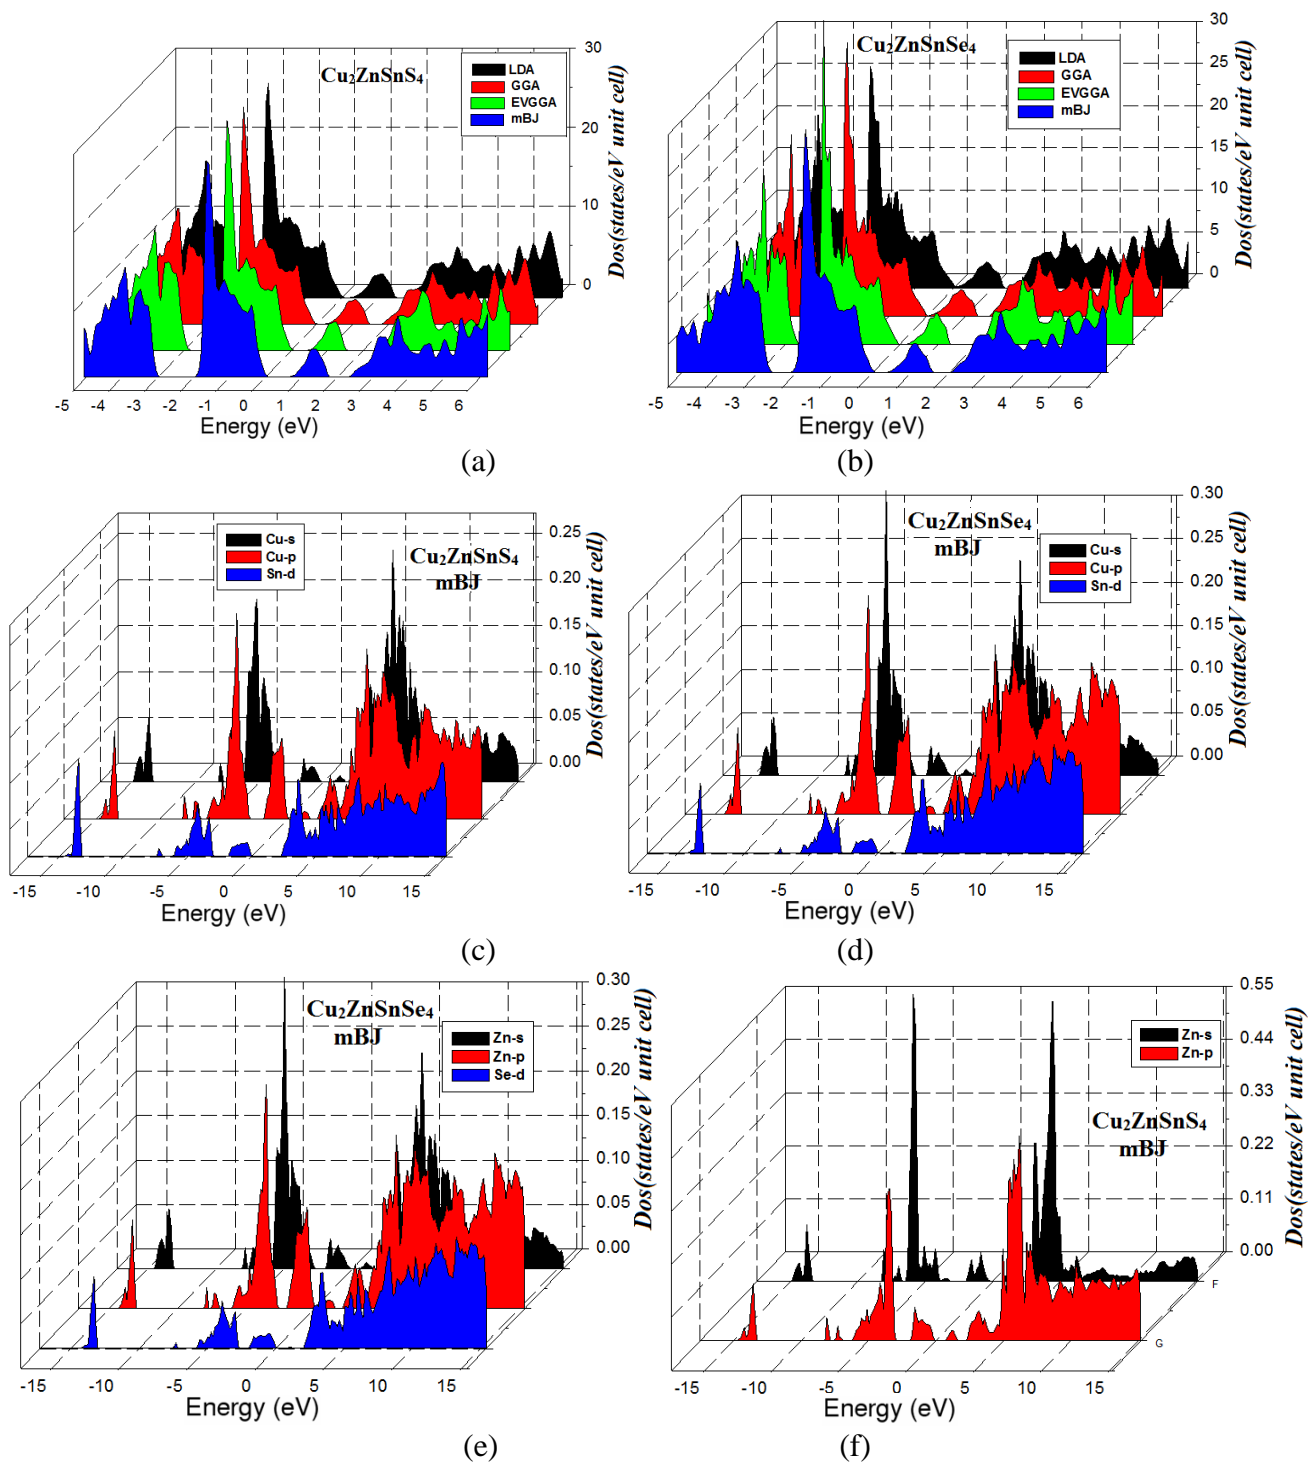 Cu₂ZnSnS₄
LDA
GGA
EVGGA
mBJ
30
20
10
0
Dos(states/eV unit cell)
-5 -4 -3 -2 -1 0 1 2 3 4 5 6
Energy (eV)
(a)
Cu₂ZnSnSe₄
LDA
GGA
EVGGA
mBJ
30
25
20
15
10
5
0
Dos(states/eV unit cell)
-5 -4 -3 -2 -1 0 1 2 3 4 5 6
Energy (eV)
(b)
Cu-s
Cu-p
Sn-d
Cu₂ZnSnS₄
mBJ
0.25
0.20
0.15
0.10
0.05
0.00
Dos(states/eV unit cell)
-15 -10 -5 0 5 10 15
Energy (eV)
(c)
Cu₂ZnSnSe₄
mBJ
Cu-s
Cu-p
Sn-d
0.30
0.25
0.20
0.15
0.10
0.05
0.00
Dos(states/eV unit cell)
-15 -10 -5 0 5 10 15
Energy (eV)
(d)
Cu₂ZnSnSe₄
mBJ
Zn-s
Zn-p
Se-d
0.30
0.25
0.20
0.15
0.10
0.05
0.00
Dos(states/eV unit cell)
-15 -10 -5 0 5 10 15
Energy (eV)
(e)
Zn-s
Zn-p
Cu₂ZnSnS₄
mBJ
0.55
0.44
0.33
0.22
0.11
0.00
Dos(states/eV unit cell)
F
G
-15 -10 -5 0 5 10 15
Energy (eV)
(f)